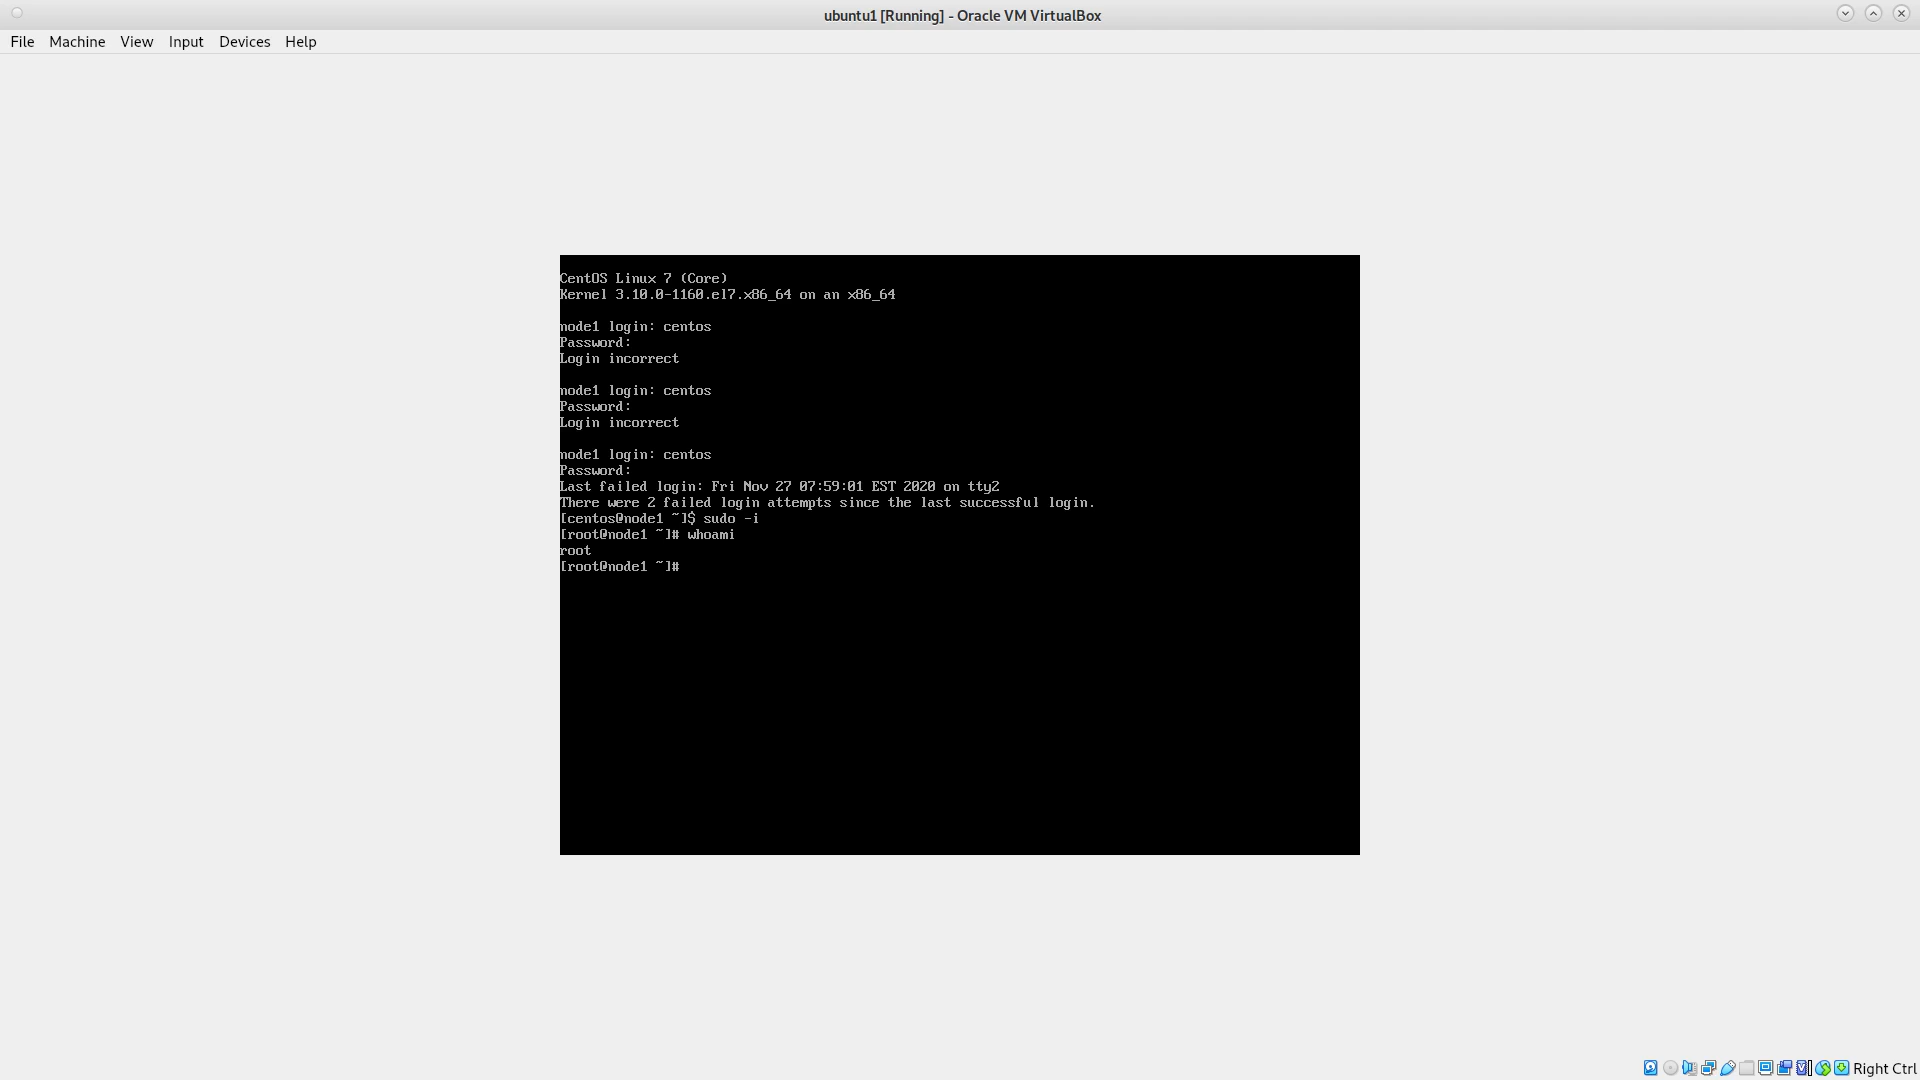 ubuntu1 [Running] - Oracle VM VirtualBox
File Machine View Input Devices Help
CentOS Linux 7 (Core)
Kernel 3.10.0-1160.el7.x86_64 on an x86_64
node1 login: centos
Password:
Login incorrect
node1 login: centos
Password:
Login incorrect
node1 login: centos
Password:
Last failed login: Fri Nov 27 07:59:01 EST 2020 on tty2
There were 2 failed login attempts since the last successful login.
[centos@node1 ~]$ sudo -i
[root@node1 ~]# whoami
root
[root@node1 ~]#
Right Ctrl